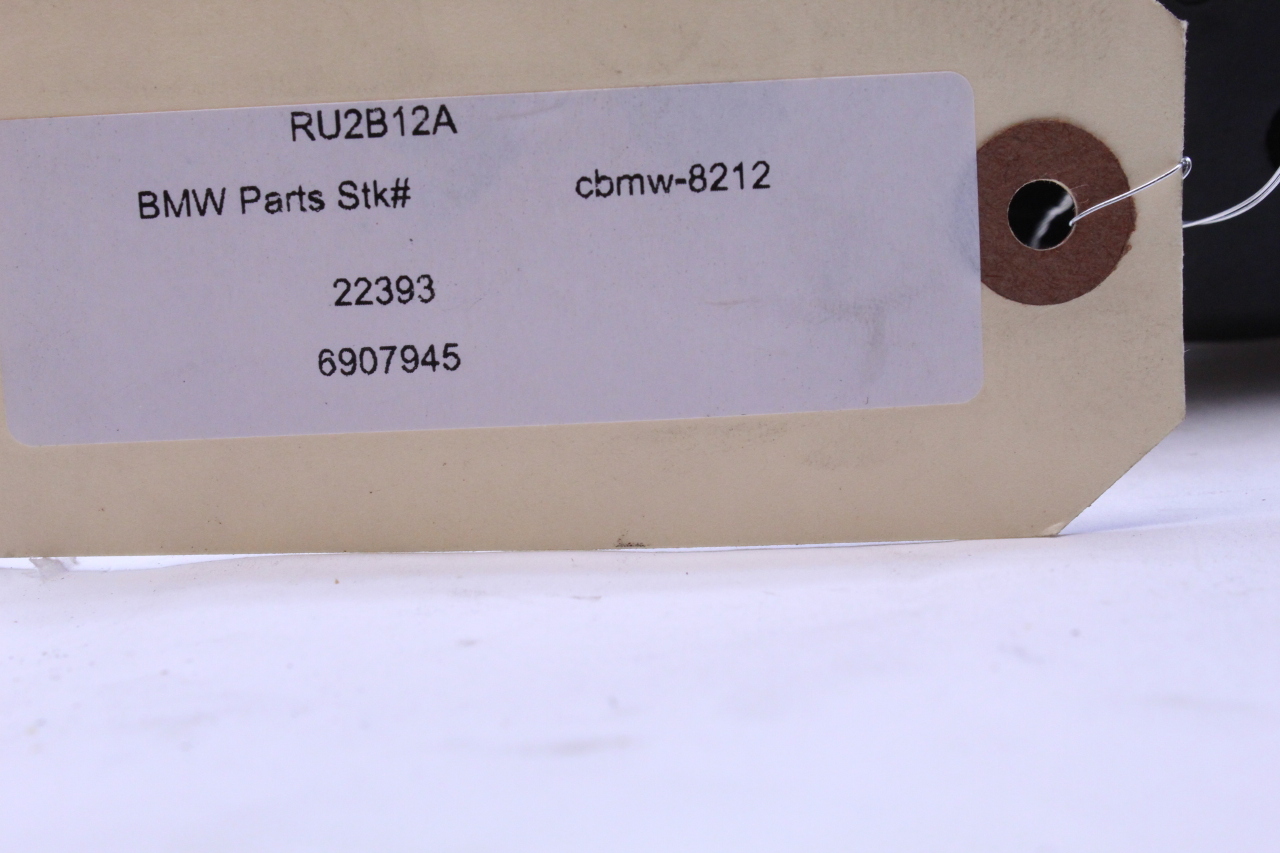 RU2B12A
BMW Parts Stk# cbmw-8212
22393
6907945